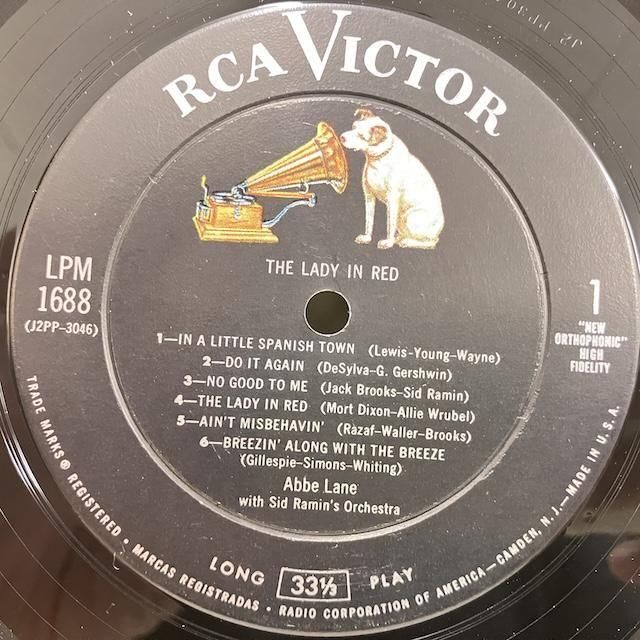 RCA VICTOR
THE LADY IN RED
LPM
1688
(J2PP-3046)
1
"NEW
ORTHOPHONIC"
HIGH
FIDELITY
1—IN A LITTLE SPANISH TOWN (Lewis-Young-Wayne)
2—DO IT AGAIN (DeSylva-G. Gershwin)
3—NO GOOD TO ME (Jack Brooks-Sid Ramin)
4—THE LADY IN RED (Mort Dixon-Allie Wrubel)
5—AIN'T MISBEHAVIN' (Razaf-Waller-Brooks)
6—BREEZIN' ALONG WITH THE BREEZE
(Gillespie-Simons-Whiting)
Abbe Lane
with Sid Ramin's Orchestra
LONG 33⅓ PLAY
TRADE MARKS ® REGISTERED • MARCAS REGISTRADAS • RADIO CORPORATION OF AMERICA—CAMDEN, N. J.—MADE IN U.S.A.